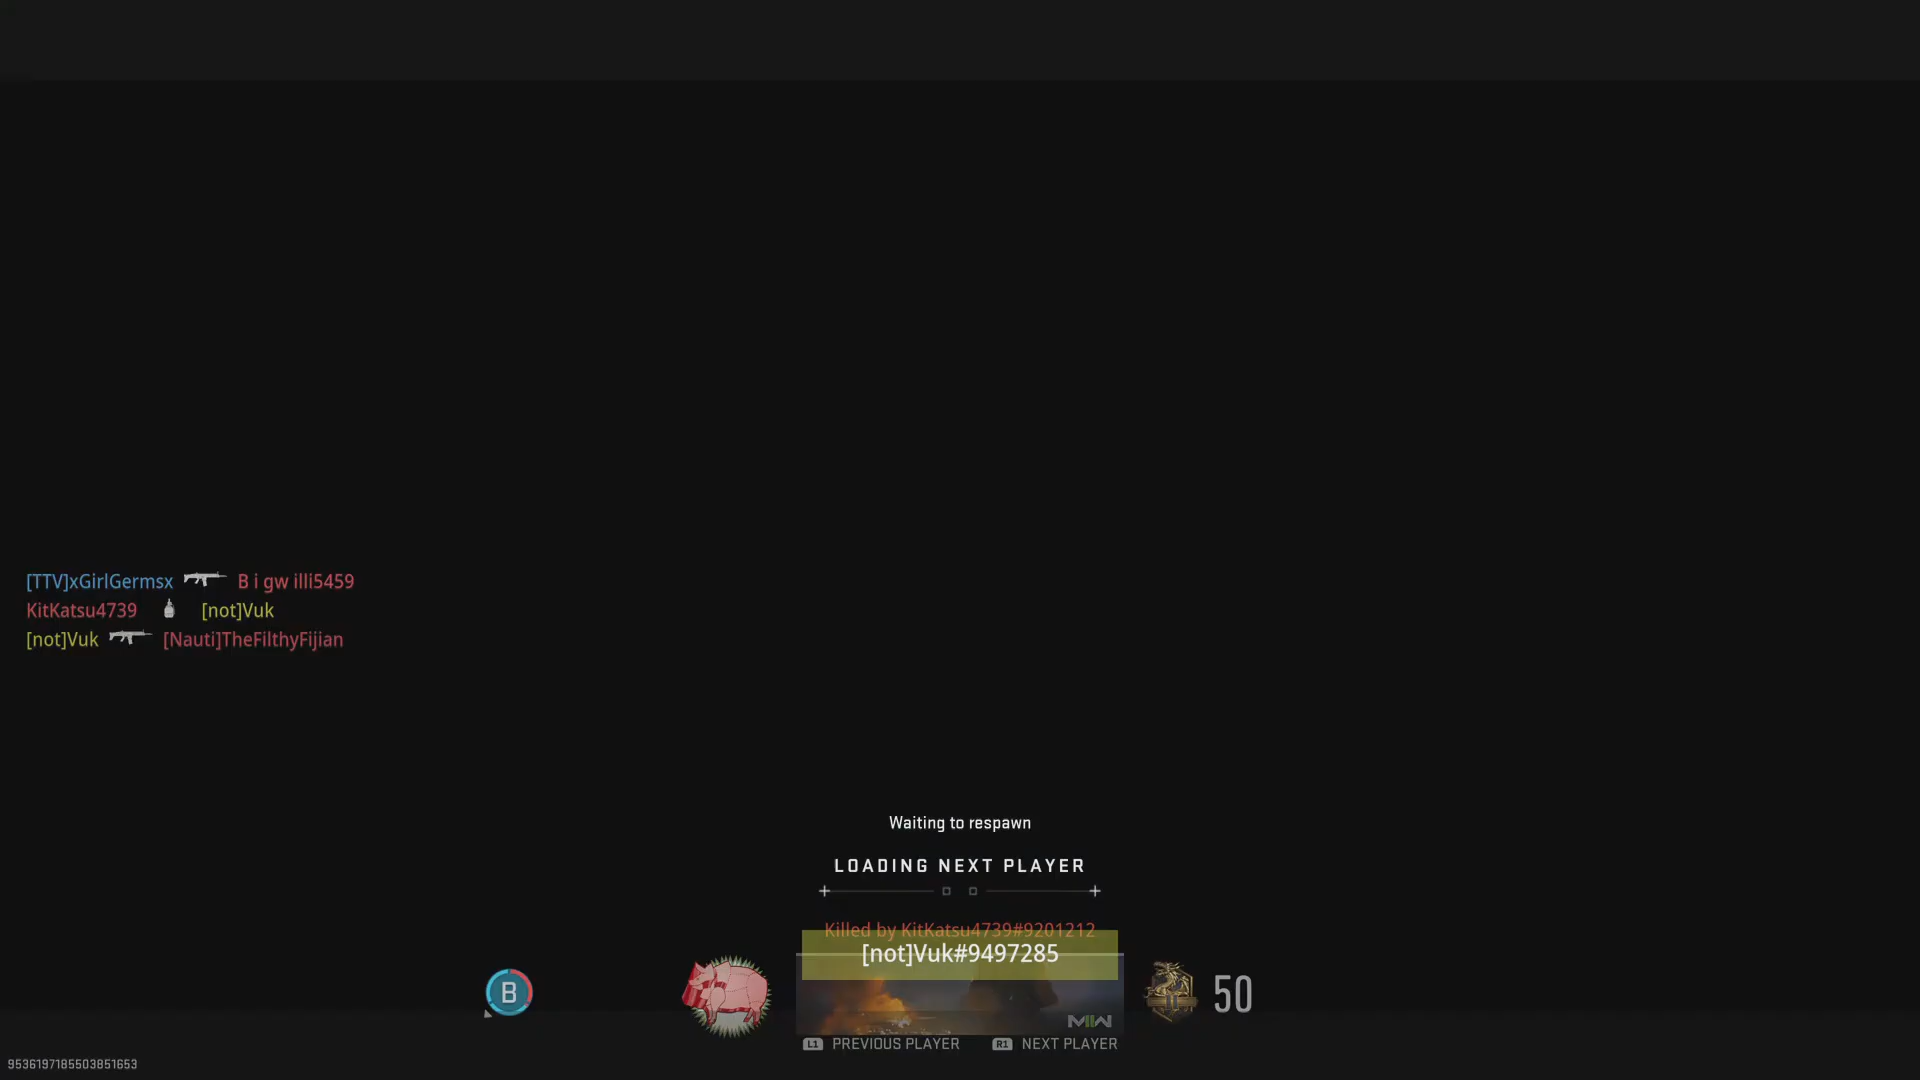 [TTV]xGirlGermsx B i gw illi5459
KitKatsu4739 [not]Vuk
[not]Vuk [Nauti]TheFilthyFijian
Waiting to respawn
LOADING NEXT PLAYER
Killed by KitKatsu4739#9201212
[not]Vuk#9497285
B
50
MW
L1 PREVIOUS PLAYER R1 NEXT PLAYER
9536197185503851653